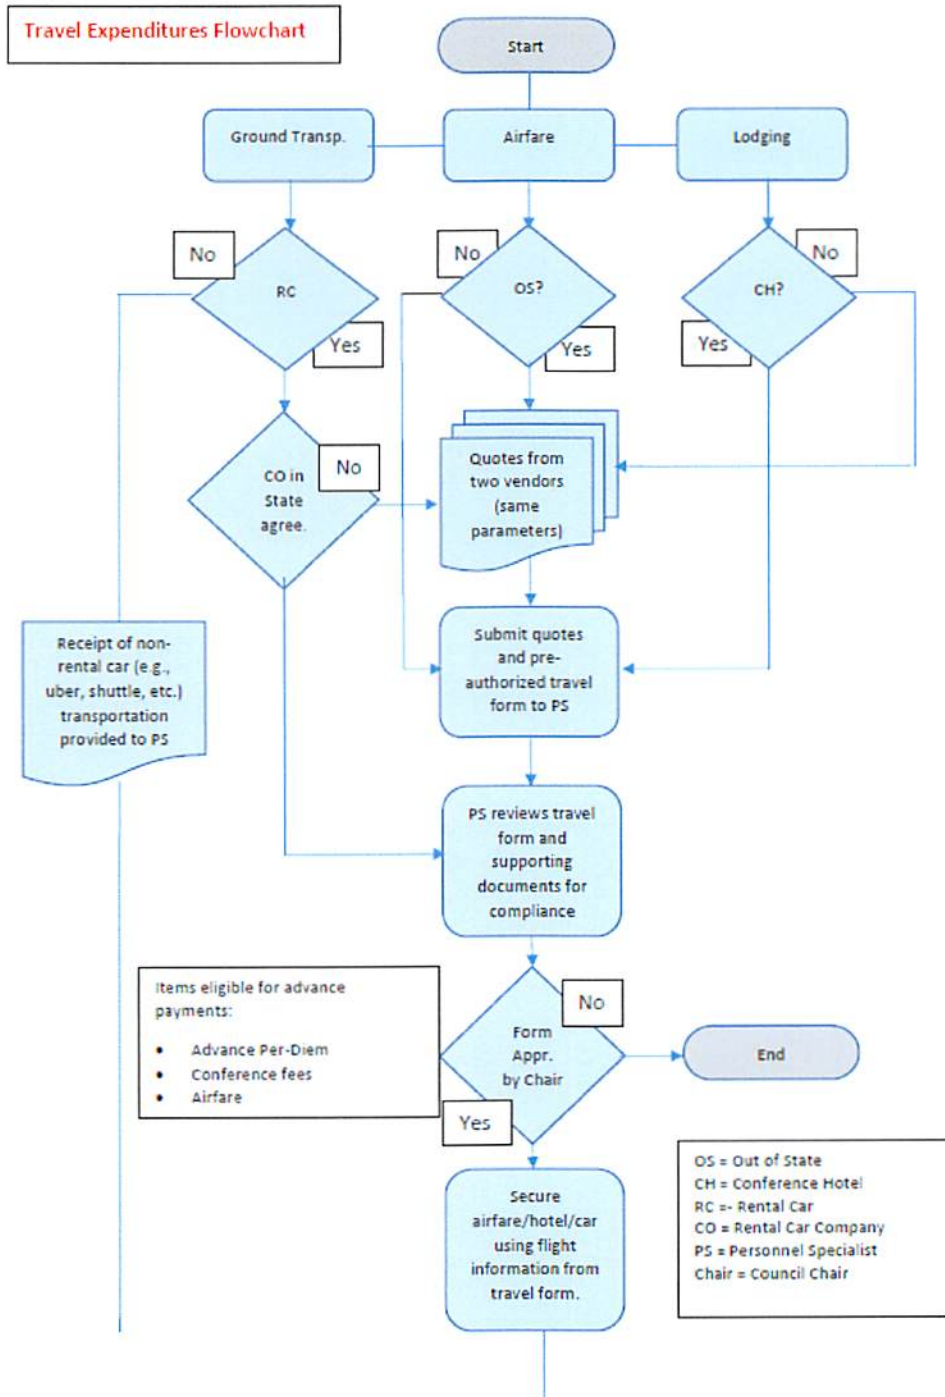 Travel Expenditures Flowchart
Start
Ground Transp.
Airfare
Lodging
No
RC
Yes
No
OS?
Yes
No
CH?
Yes
CO in
State
agree.
No
Quotes from
two vendors
(same
parameters)
Receipt of non-
rental car (e.g.,
uber, shuttle, etc.)
transportation
provided to PS
Submit quotes
and pre-
authorized travel
form to PS
PS reviews travel
form and
supporting
documents for
compliance
Items eligible for advance
payments:
• Advance Per-Diem
• Conference fees
• Airfare
No
Form
Appr.
by Chair
Yes
End
Secure
airfare/hotel/car
using flight
information from
travel form.
OS = Out of State
CH = Conference Hotel
RC =- Rental Car
CO = Rental Car Company
PS = Personnel Specialist
Chair = Council Chair